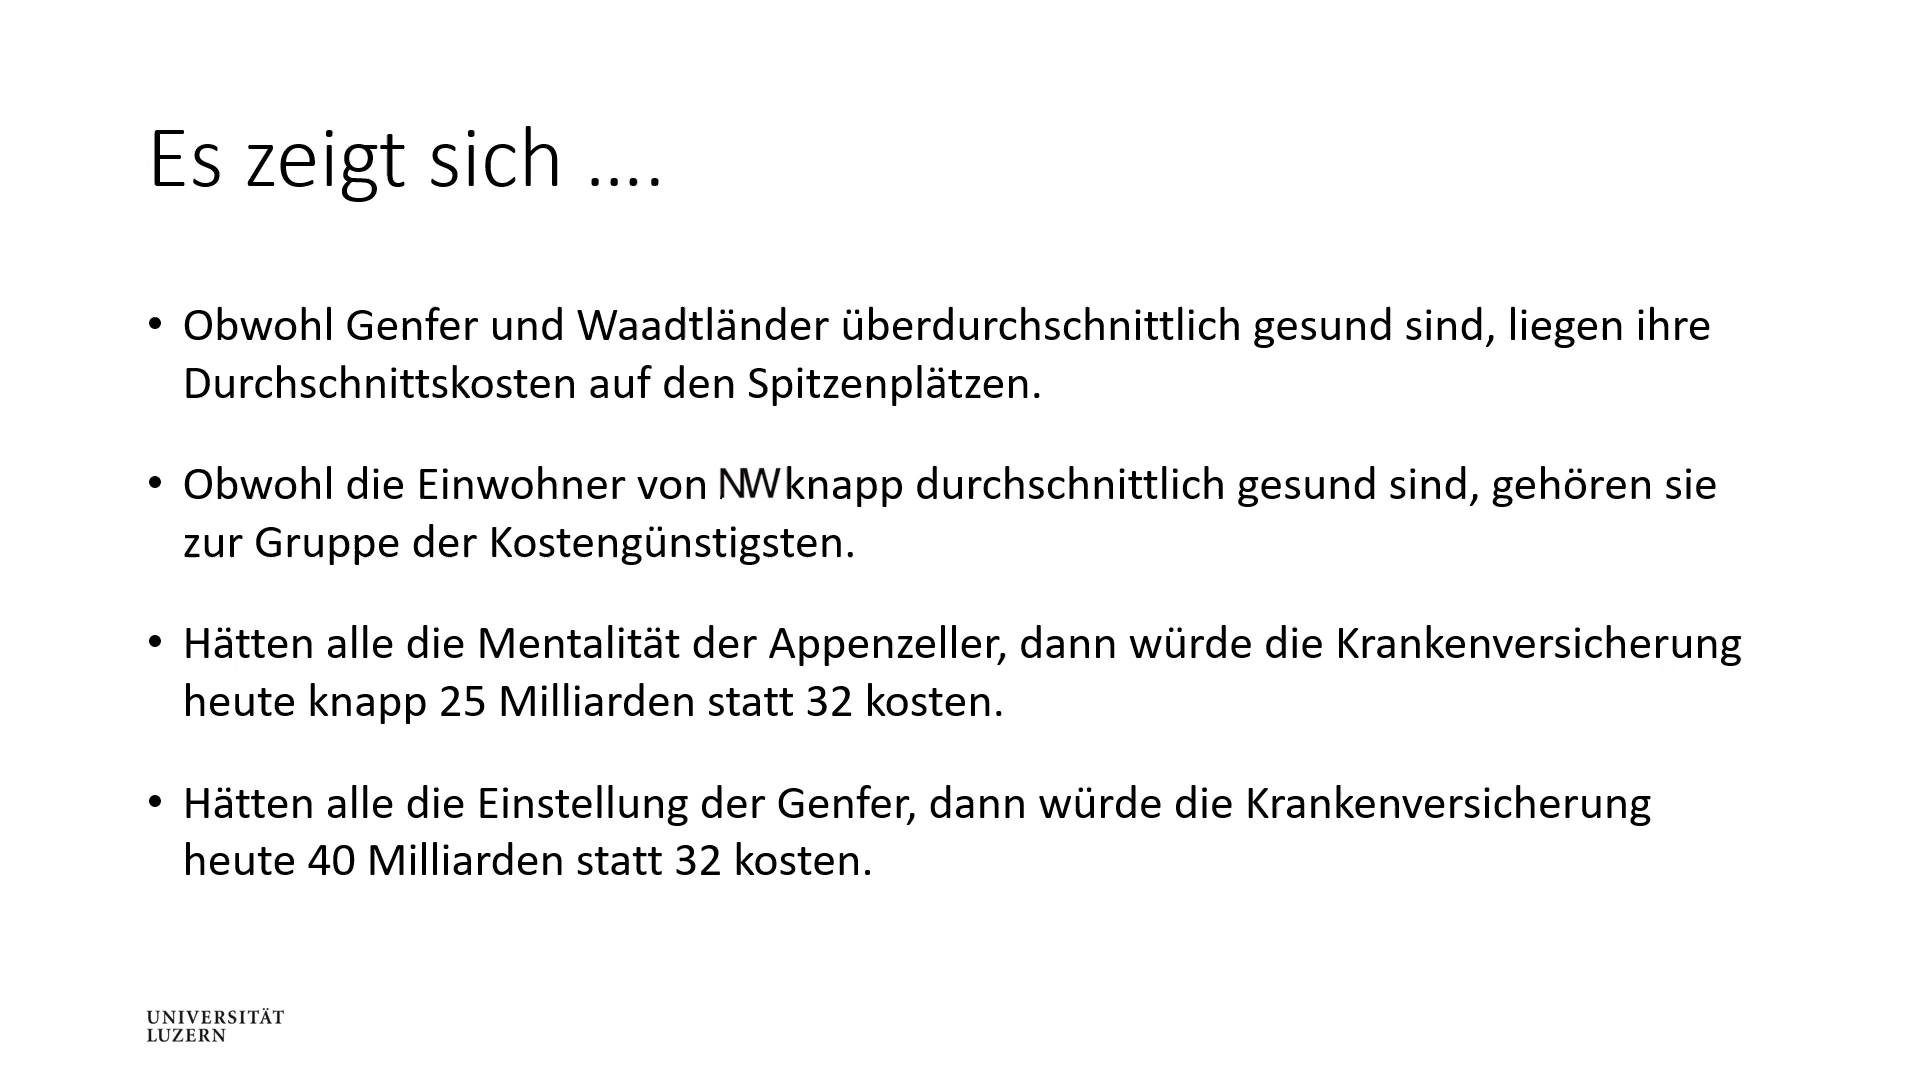 Es zeigt sich ....
• Obwohl Genfer und Waadtländer überdurchschnittlich gesund sind, liegen ihre
Durchschnittskosten auf den Spitzenplätzen.
• Obwohl die Einwohner von NW knapp durchschnittlich gesund sind, gehören sie
zur Gruppe der Kostengünstigsten.
• Hätten alle die Mentalität der Appenzeller, dann würde die Krankenversicherung
heute knapp 25 Milliarden statt 32 kosten.
• Hätten alle die Einstellung der Genfer, dann würde die Krankenversicherung
heute 40 Milliarden statt 32 kosten.
UNIVERSITÄT
LUZERN